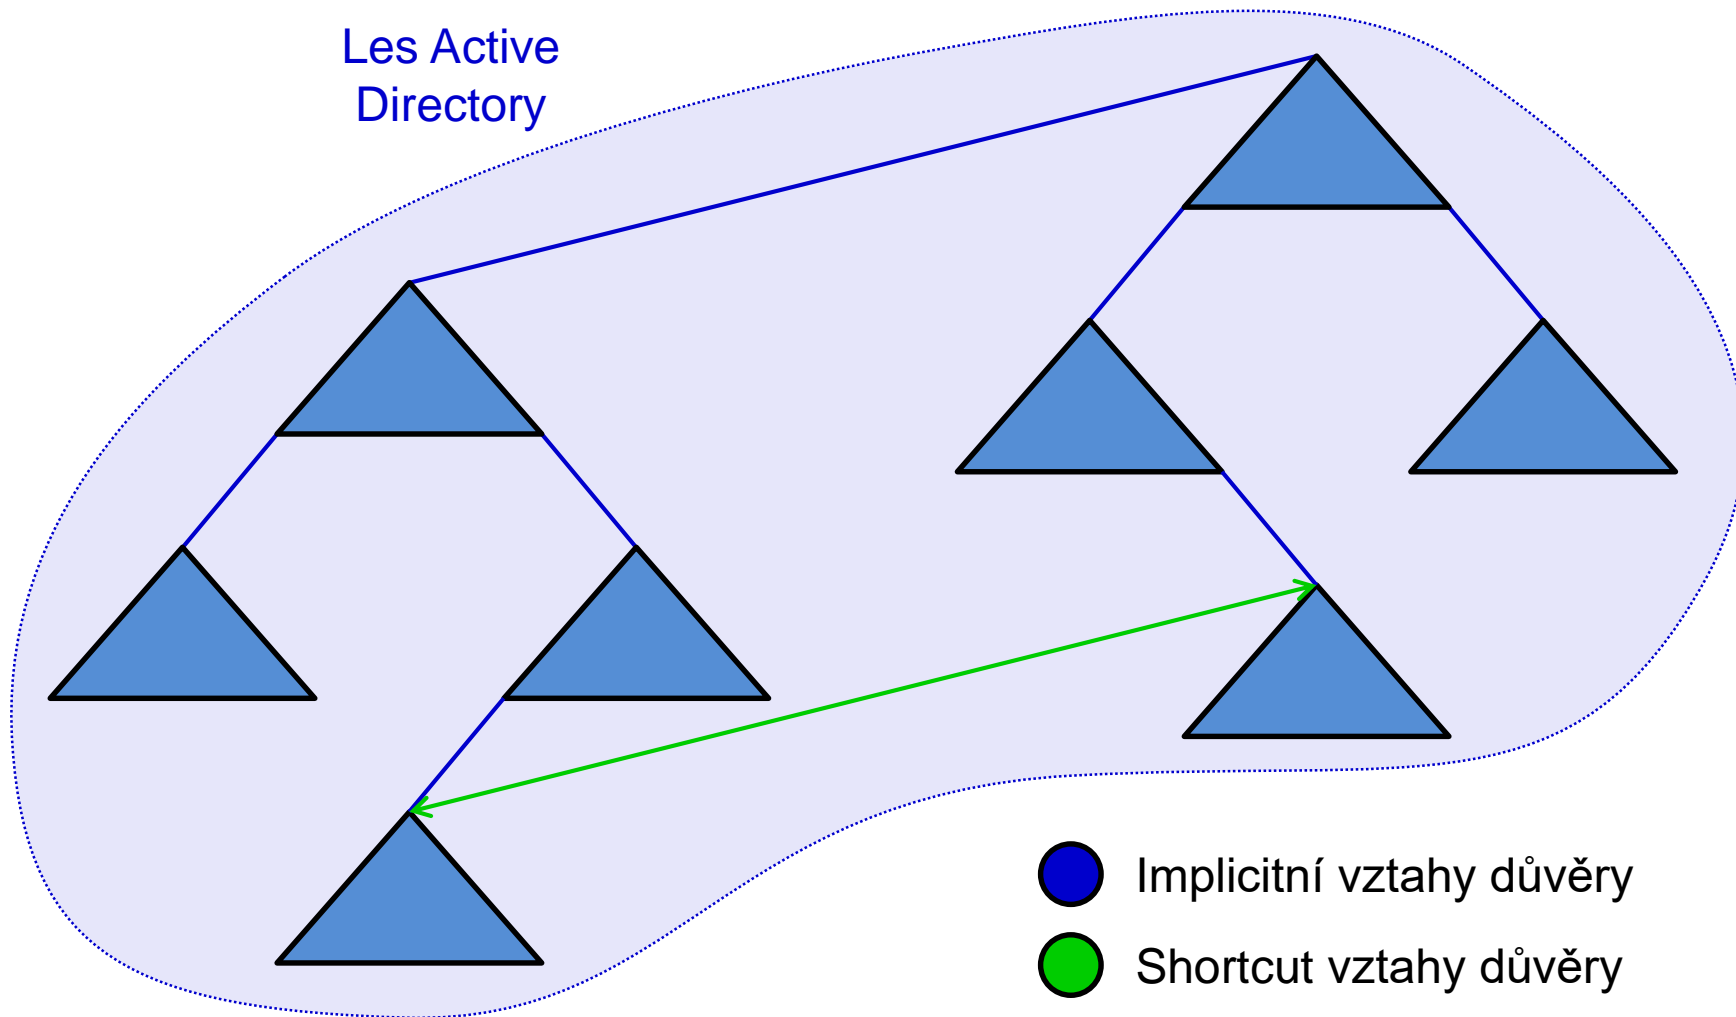 Les Active
Directory
Implicitní vztahy důvěry
Shortcut vztahy důvěry